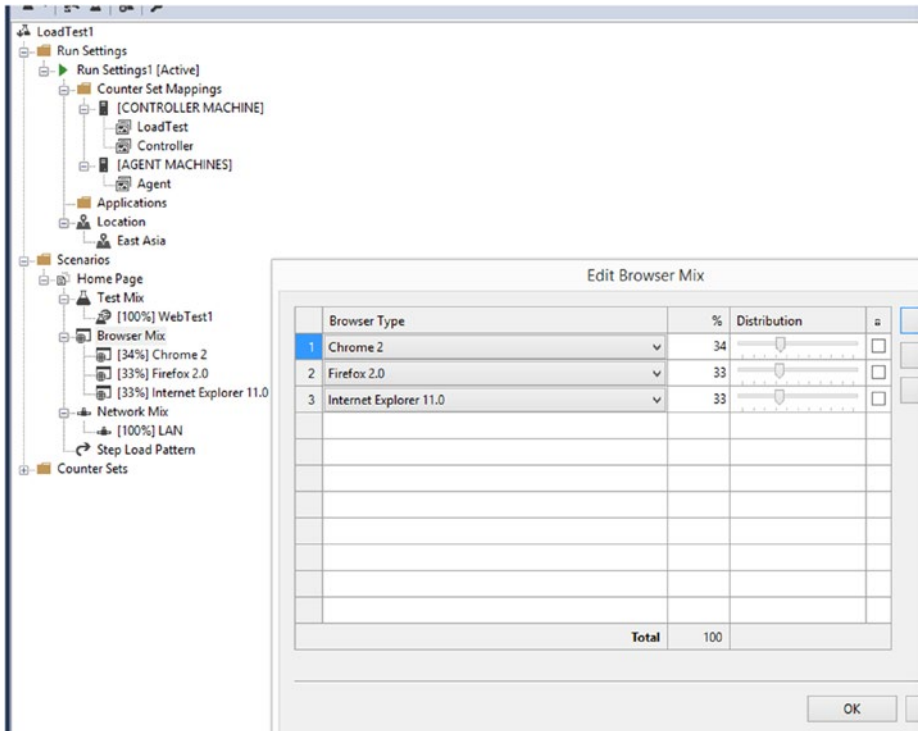 LoadTest1
Run Settings
Run Settings1 [Active]
Counter Set Mappings
[CONTROLLER MACHINE]
LoadTest
Controller
[AGENT MACHINES]
Agent
Applications
Location
East Asia
Scenarios
Home Page
Test Mix
[100%] WebTest1
Browser Mix
[34%] Chrome 2
[33%] Firefox 2.0
[33%] Internet Explorer 11.0
Network Mix
[100%] LAN
Step Load Pattern
Counter Sets
Edit Browser Mix
Browser Type % Distribution
1 Chrome 2 34
2 Firefox 2.0 33
3 Internet Explorer 11.0 33
Total 100
OK